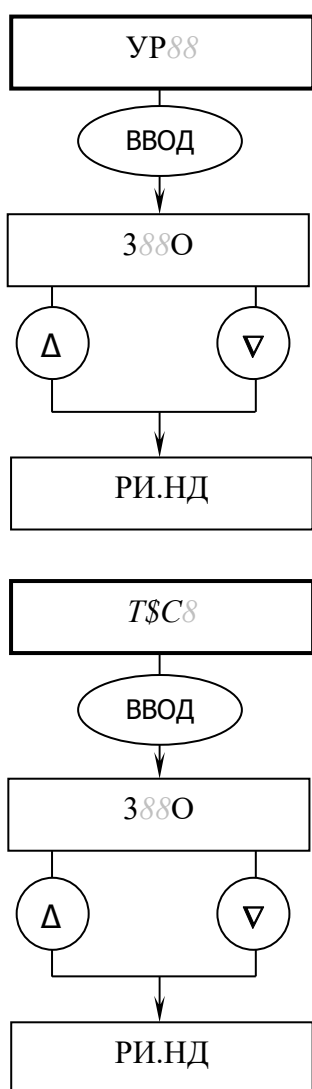 УР88
ВВОД
З88О
Δ ∇
РИ.НД
T$C8
ВВОД
З88О
Δ ∇
РИ.НД